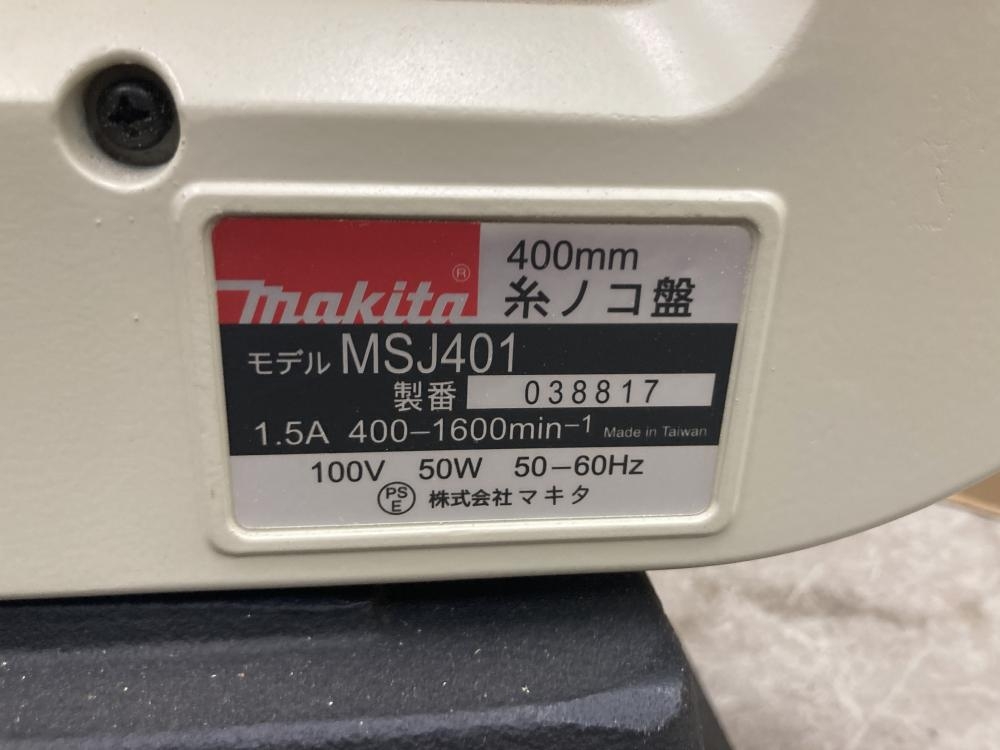 makita®
400mm
糸ノコ盤
モデル MSJ401
製番 038817
1.5A 400-1600min-1 Made in Taiwan
100V 50W 50-60Hz
PSE 株式会社マキタ